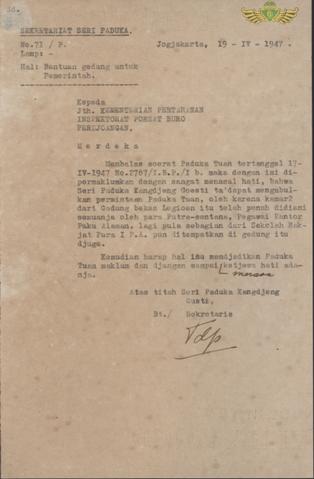 SEKRETARIAT SERI PADUKA.
No.71 / P.
Jogjakarta, 19 - IV - 1947.
Lamp: -
Hal: Bantuan gedung untuk
Pemerintah.
Kepada
Jth. KEMENTERIAN PERTAHANAN
INSPEKTORAT POESAT BURO
PERDJOANGAN.
M e r d e k a
Membalas soerat Paduka Tuan tertanggal 17-
IV-1947 No.2767/I.B.P./I b. maka dengan ini di-
permaklumkan dengan sangat menesal hati, bahwa
Seri Paduka Kangdjeng Goesti ta'dapat mengabul-
kan permintaan Paduka Tuan, oleh karena kamar2
dari Gedung bekas Legioen itu telah penuh didiami
semuanja oleh para Putra-sentana, Pegawai Kantor
Paku Alaman, lagi pula sebagian dari Sekolah Rak-
jat Pura I P.A. pun ditempatkan di gedung itu
djuga.
Kemudian harap hal ini mendjadikan Paduka
Tuan maklum dan djangan sampai ketjewa hati ada-
nja.
merasa
Atas titah Seri Paduka Kangdjeng
Gusti,
Bt./ Sekretaris